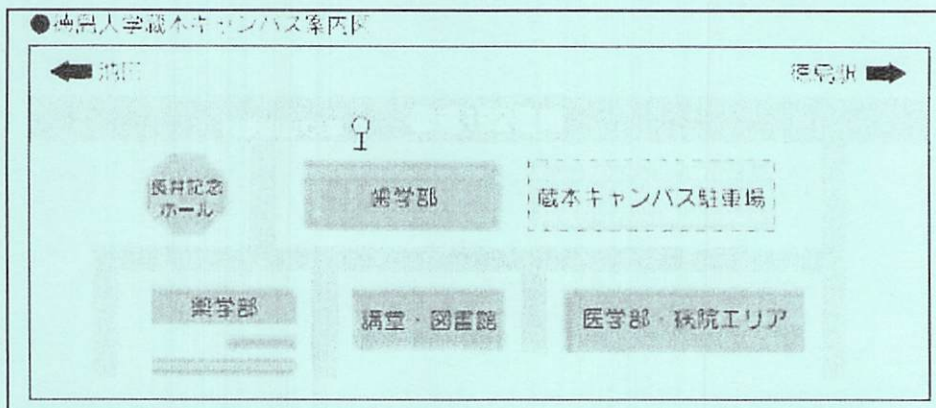 ●徳島大学蔵本キャンパス案内図
池田
徳島駅
長井記念
ホール
歯学部
蔵本キャンパス駐車場
薬学部
講堂・図書館
医学部・病院エリア